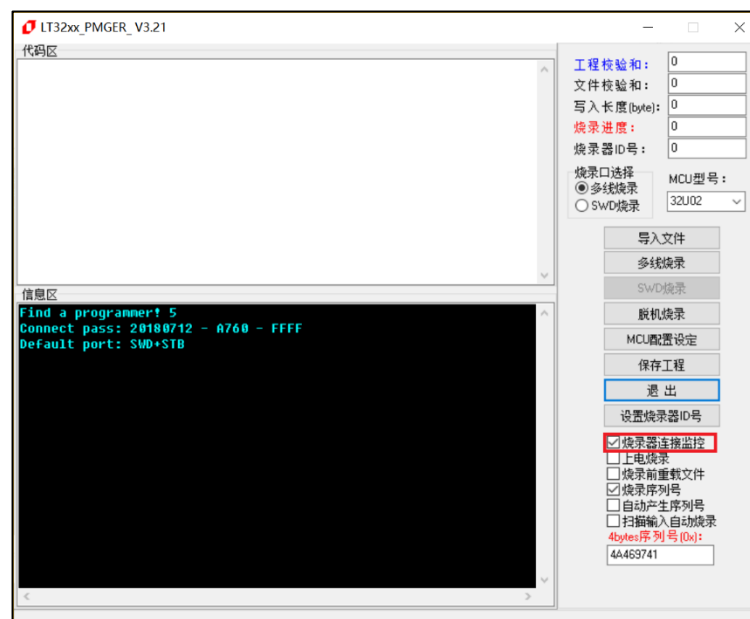 LT32xx_PMGER_ V3.21
代码区
信息区
Find a programmer! 5
Connect pass: 20180712 - A760 - FFFF
Default port: SWD+STB
工程校验和: 0
文件校验和: 0
写入长度(byte): 0
烧录进度: 0
烧录器ID号: 0
烧录口选择
多线烧录
SWD烧录
MCU型号:
32U02
导入文件
多线烧录
SWD烧录
脱机烧录
MCU配置设定
保存工程
退 出
设置烧录器ID号
烧录器连接监控
上电烧录
烧录前重载文件
烧录序列号
自动产生序列号
扫描输入自动烧录
4bytes序列号(0x):
4A469741